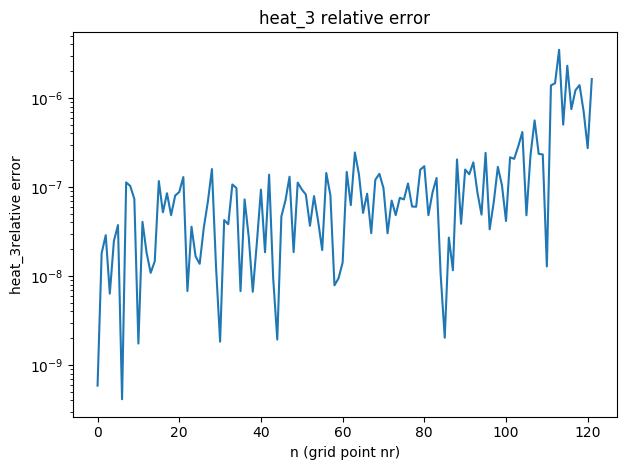 heat_3 relative error
heat_3relative error
10⁻⁶
10⁻⁷
10⁻⁸
10⁻⁹
0 20 40 60 80 100 120
n (grid point nr)